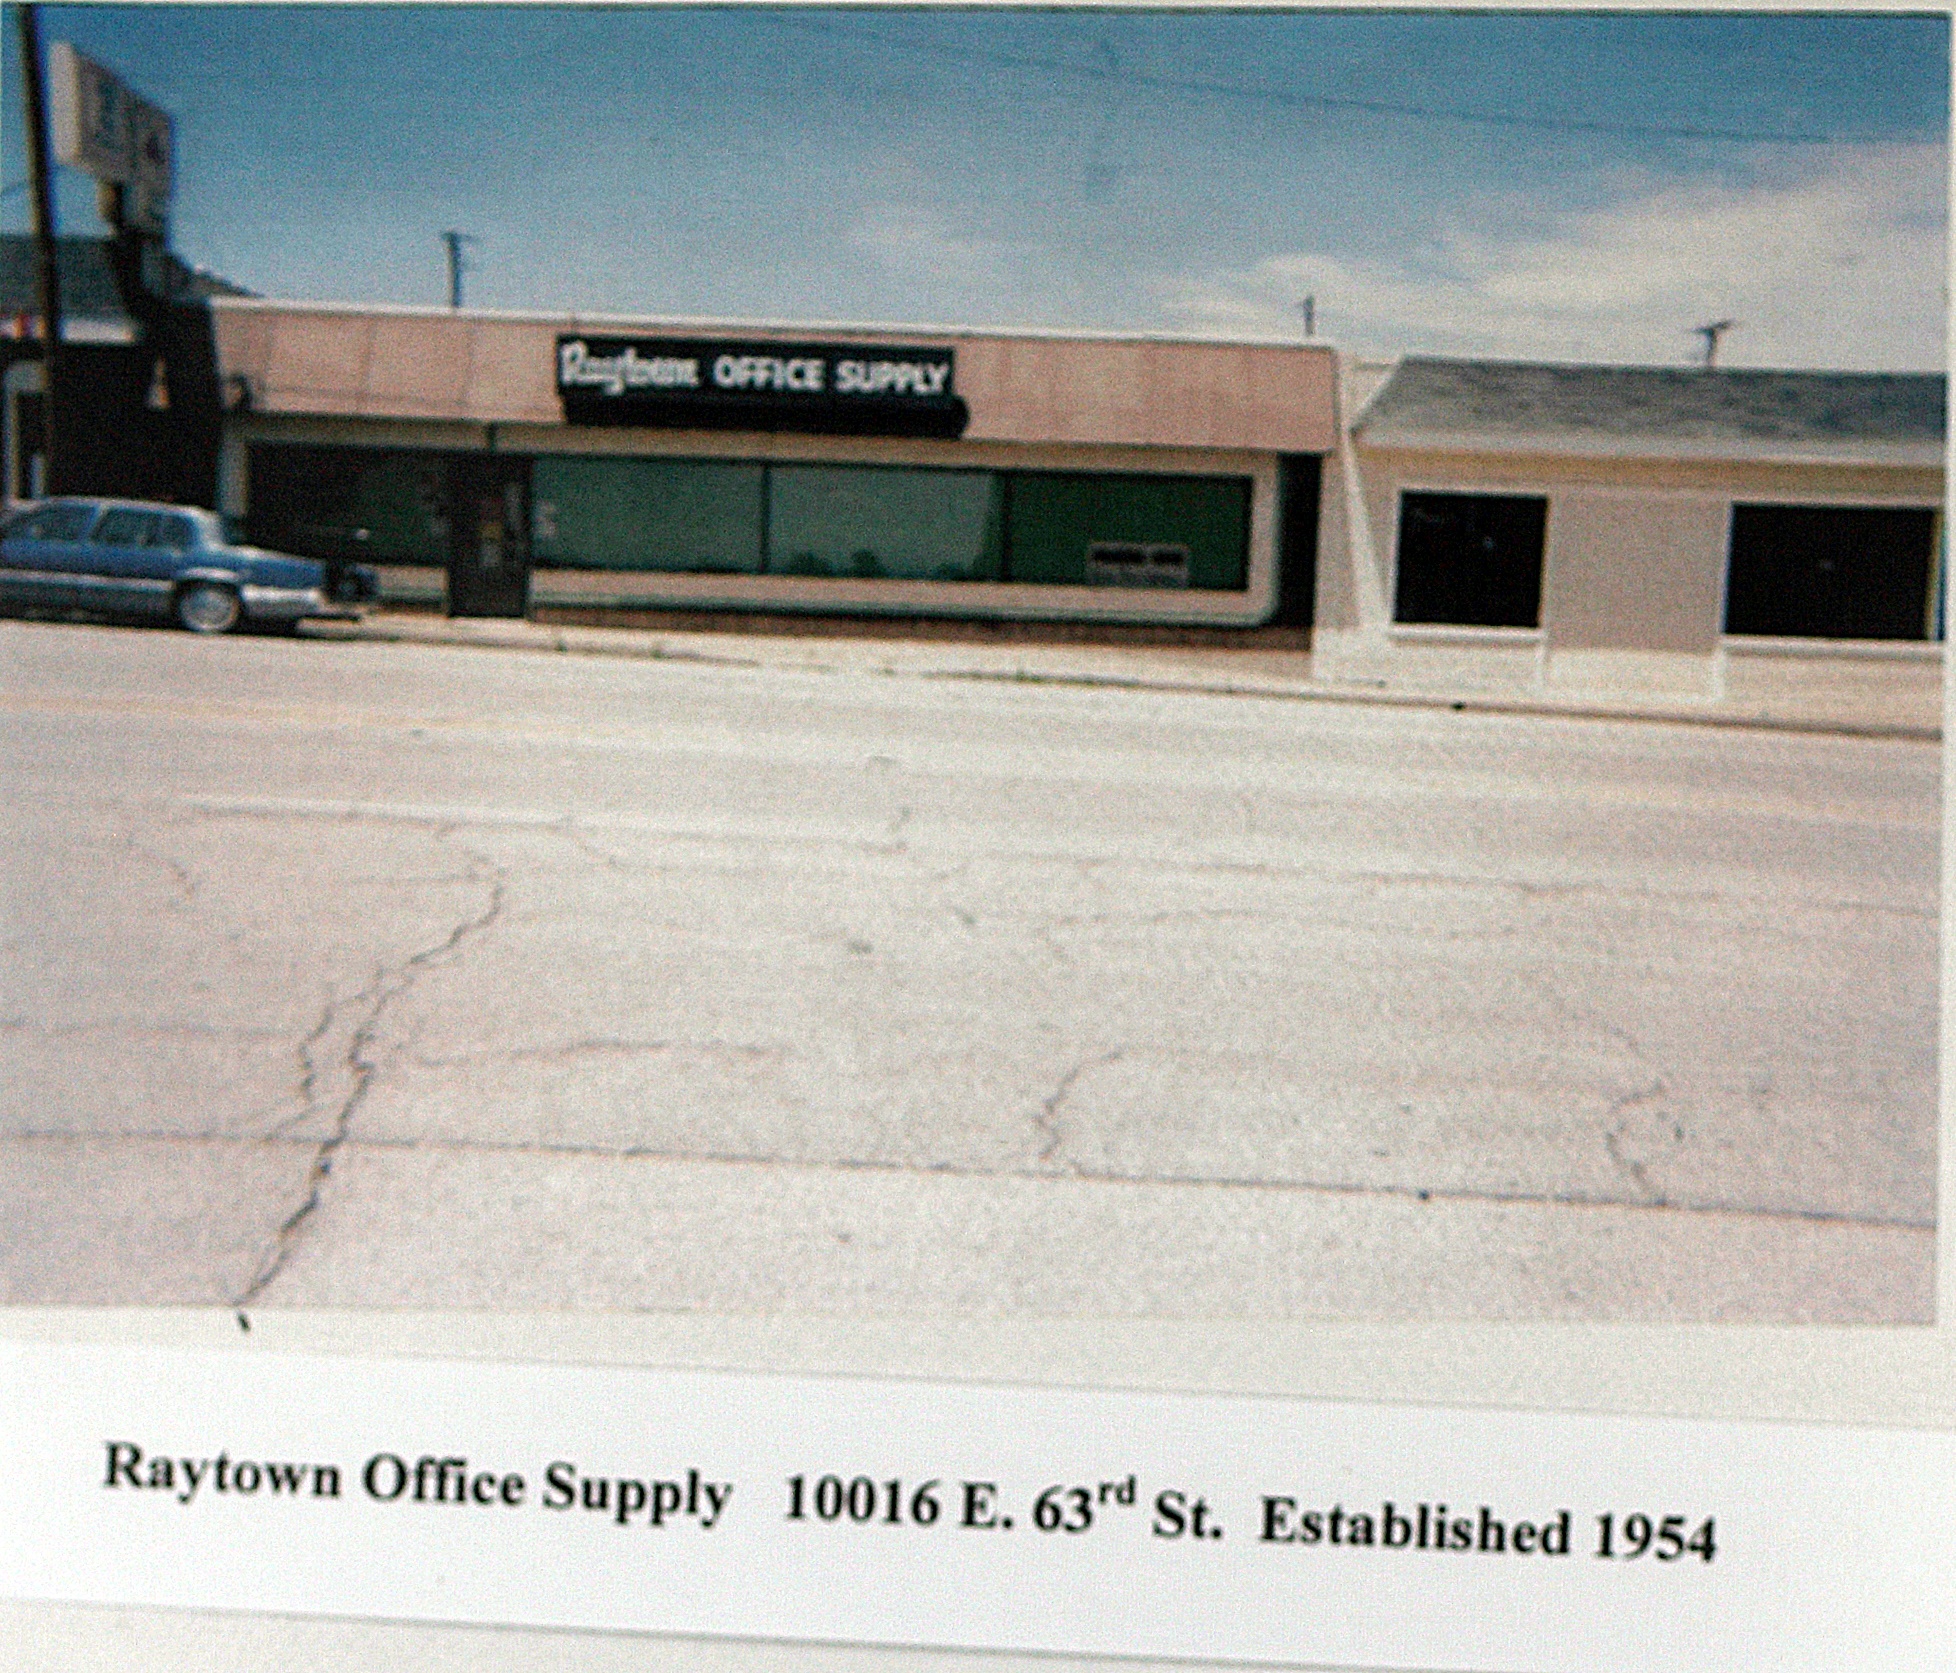 Raytown OFFICE SUPPLY
Raytown Office Supply 10016 E. 63rd St. Established 1954